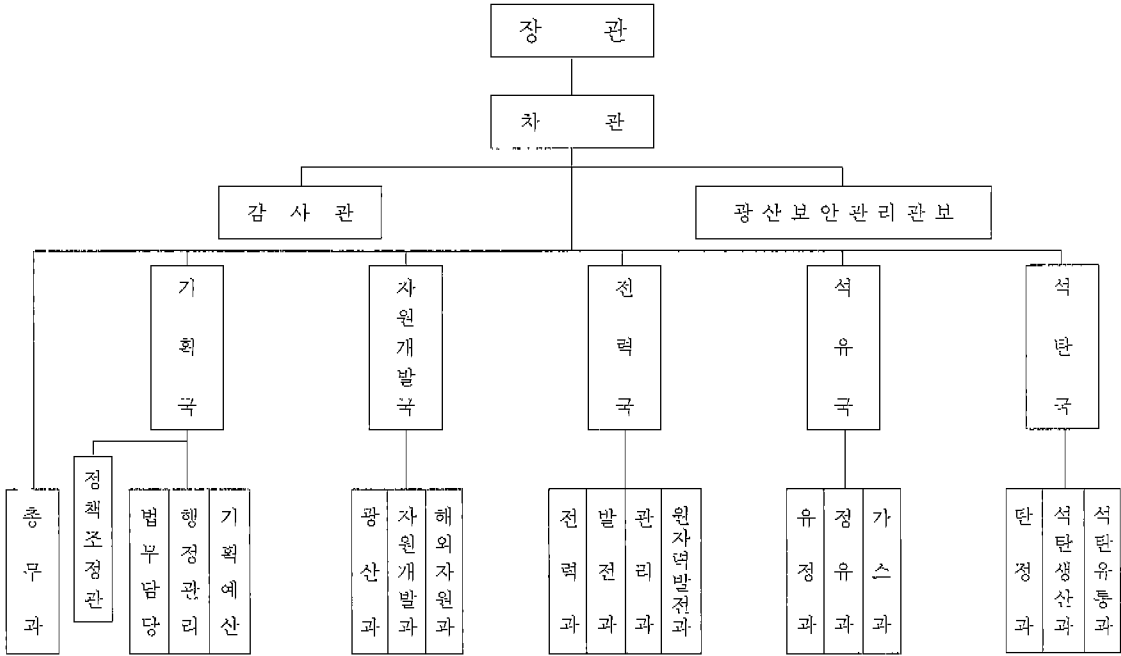 장 관
차 관
감 사 관
광 산 보 안 관 리 관 보
기 획 국
자 원 개 발 국
전 력 국
석 유 국
석 탄 국
총 무 과
정 책 조 정 관
법 무 담 당
행 정 관 리
기 획 예 산
광 산 과
자 원 개 발 과
해 외 자 원 과
전 력 과
발 전 과
관 리 과
원 자 력 발 전 과
유 정 과
정 유 과
가 스 과
탄 정 과
석 탄 생 산 과
석 탄 유 통 과